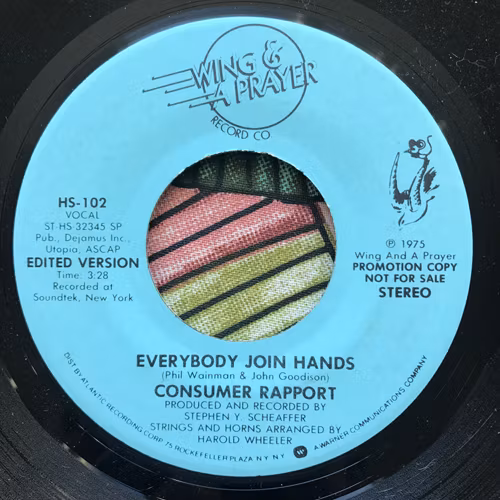 WING &
A PRAYER
RECORD CO
HS-102
VOCAL
ST HS 32345 SP
Pub., Dejamus Inc.,
Utopia, ASCAP
EDITED VERSION
Time: 3:28
Recorded at
Soundtek, New York
℗ 1975
Wing And A Prayer
PROMOTION COPY
NOT FOR SALE
STEREO
EVERYBODY JOIN HANDS
(Phil Wainman & John Goodison)
CONSUMER RAPPORT
PRODUCED AND RECORDED BY
STEPHEN Y. SCHEAFFER
STRINGS AND HORNS ARRANGED BY
HAROLD WHEELER
DIST BY ATLANTIC RECORDING CORP. 75 ROCKEFELLER PLAZA N Y N Y
A WARNER COMMUNICATIONS COMPANY